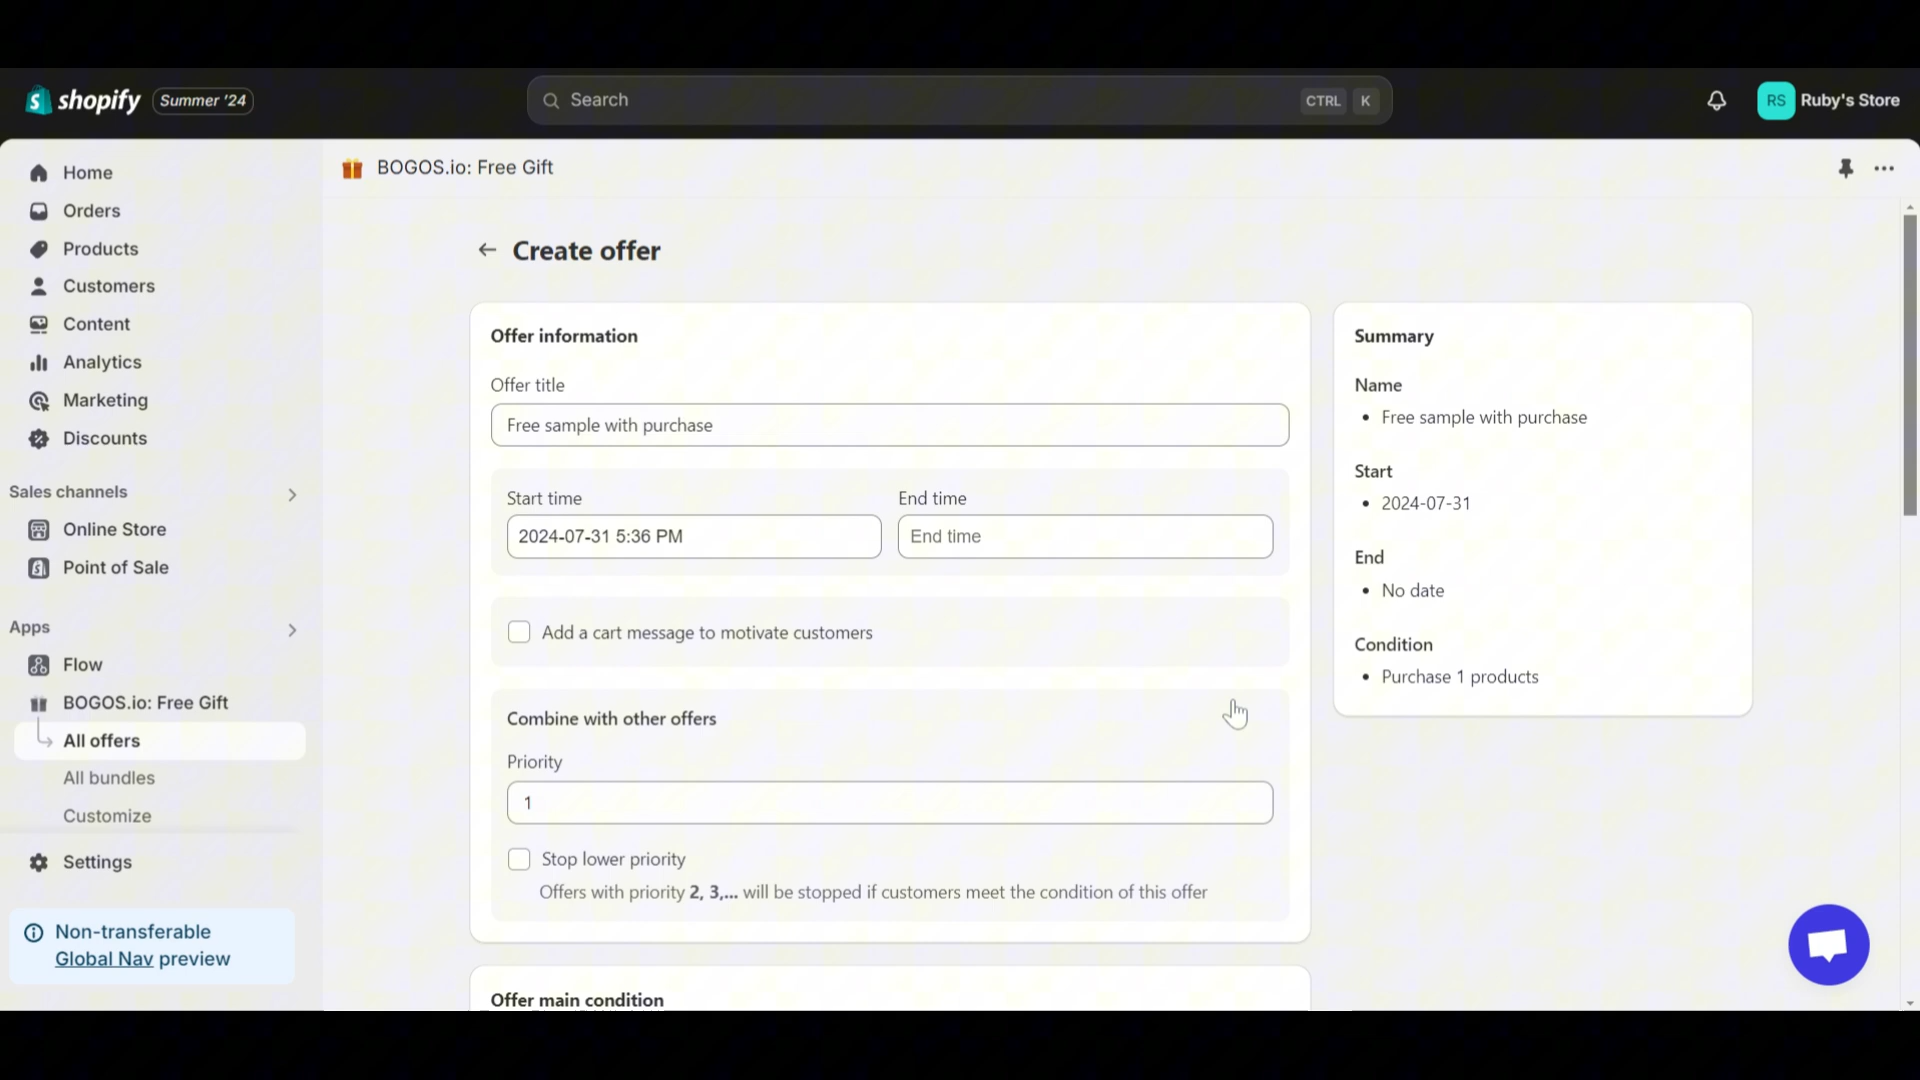 shopify Summer '24
Search
CTRL K
RS Ruby's Store
Home
Orders
Products
Customers
Content
Analytics
Marketing
Discounts
Sales channels
Online Store
Point of Sale
Apps
Flow
BOGOS.io: Free Gift
All offers
All bundles
Customize
Settings
Non-transferable
Global Nav preview
BOGOS.io: Free Gift
Create offer
Offer information
Offer title
Free sample with purchase
Start time
End time
2024-07-31 5:36 PM
End time
Add a cart message to motivate customers
Combine with other offers
Priority
1
Stop lower priority
Offers with priority 2, 3,... will be stopped if customers meet the condition of this offer
Offer main condition
Summary
Name
• Free sample with purchase
Start
• 2024-07-31
End
• No date
Condition
• Purchase 1 products